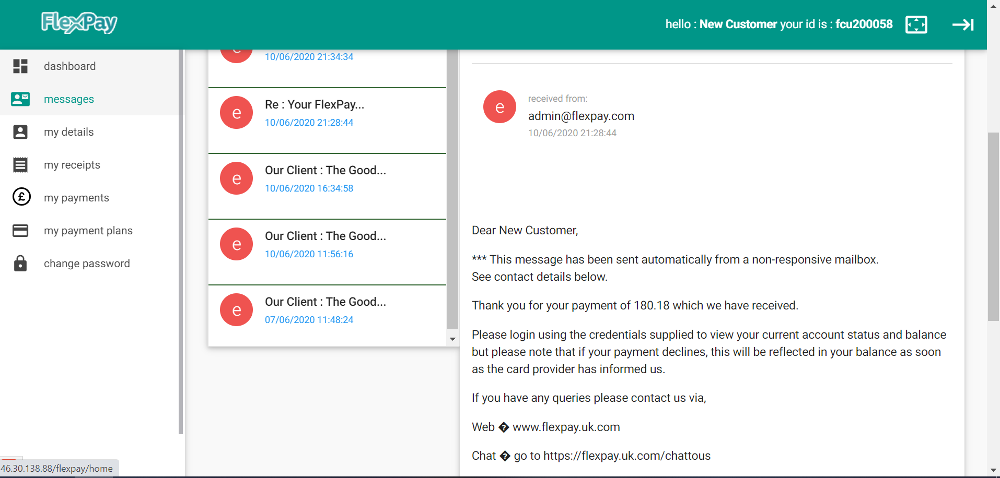 FlexPay
hello : New Customer your id is : fcu200058
dashboard
messages
my details
my receipts
£
my payments
my payment plans
change password
46.30.138.88/flexpay/home
e
10/06/2020 21:34:34
e
Re : Your FlexPay...
10/06/2020 21:28:44
e
Our Client : The Good...
10/06/2020 16:34:58
e
Our Client : The Good...
10/06/2020 11:56:16
e
Our Client : The Good...
07/06/2020 11:48:24
e
received from:
admin@flexpay.com
10/06/2020 21:28:44
Dear New Customer,
*** This message has been sent automatically from a non-responsive mailbox.
See contact details below.
Thank you for your payment of 180.18 which we have received.
Please login using the credentials supplied to view your current account status and balance
but please note that if your payment declines, this will be reflected in your balance as soon
as the card provider has informed us.
If you have any queries please contact us via,
Web � www.flexpay.uk.com
Chat � go to https://flexpay.uk.com/chattous